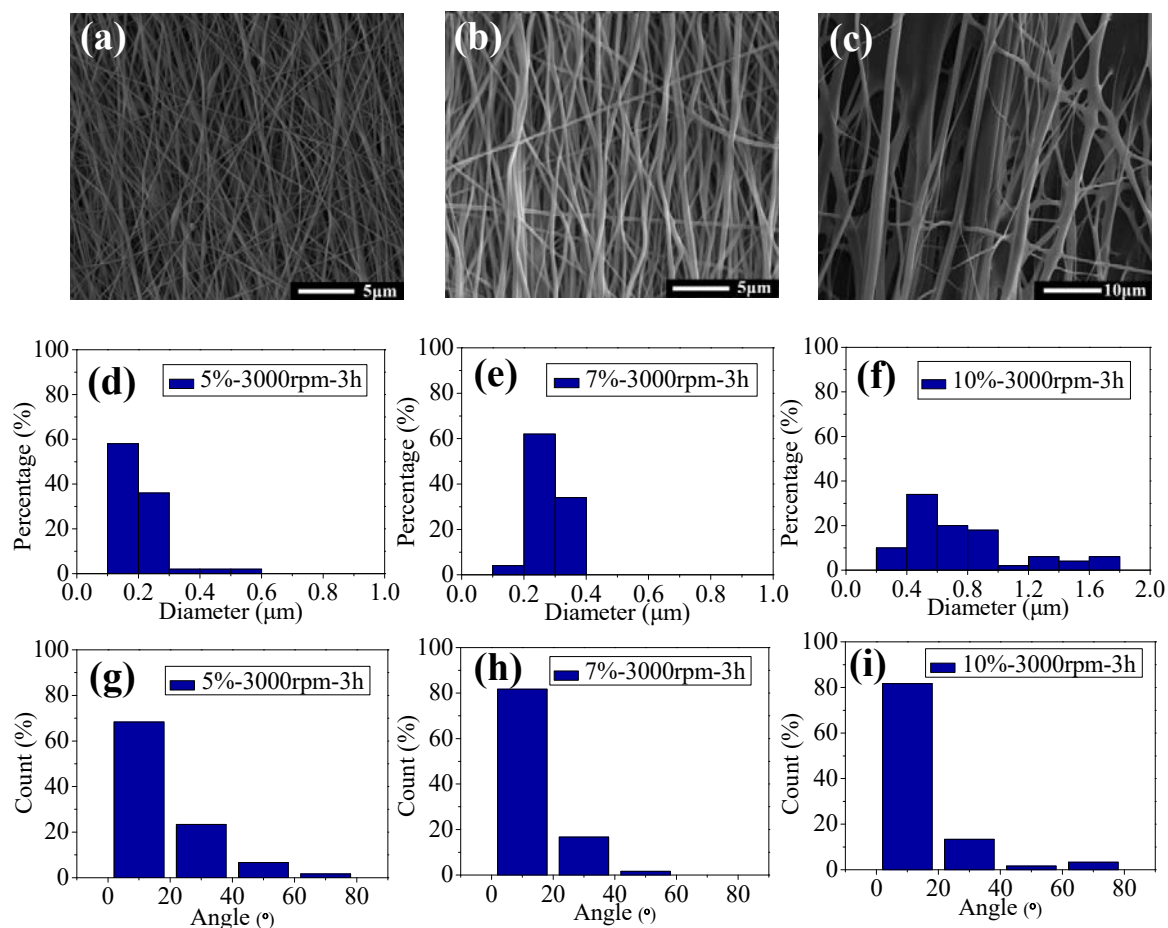 (a)
5μm
(b)
5μm
(c)
10μm
(d)
5%-3000rpm-3h
Percentage (%)
100
80
60
40
20
0
0.0 0.2 0.4 0.6 0.8 1.0
Diameter (μm)
(e)
7%-3000rpm-3h
Percentage (%)
100
80
60
40
20
0
0.0 0.2 0.4 0.6 0.8 1.0
Diameter (μm)
(f)
10%-3000rpm-3h
Percentage (%)
100
80
60
40
20
0
0.0 0.4 0.8 1.2 1.6 2.0
Diameter (μm)
(g)
5%-3000rpm-3h
Count (%)
100
80
60
40
20
0
0 20 40 60 80
Angle (º)
(h)
7%-3000rpm-3h
Count (%)
100
80
60
40
20
0
0 20 40 60 80
Angle (º)
(i)
10%-3000rpm-3h
Count (%)
100
80
60
40
20
0
0 20 40 60 80
Angle (º)